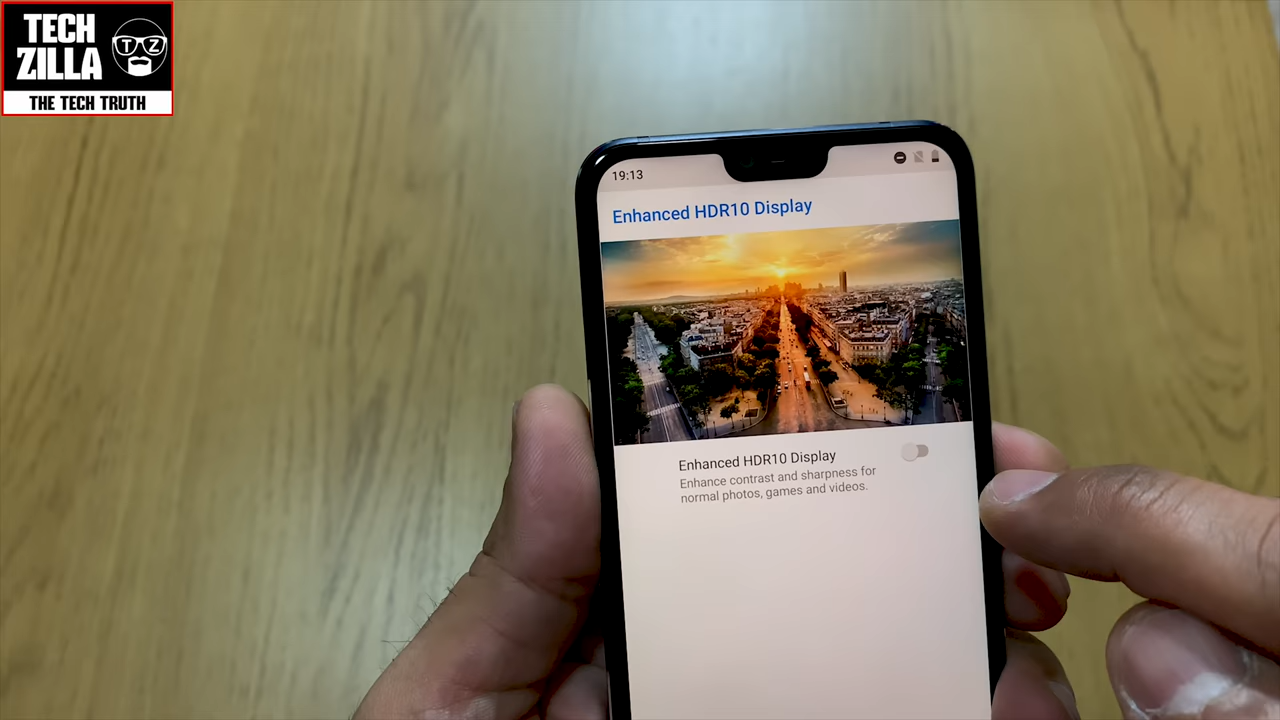 TECH
ZILLA
TZ
THE TECH TRUTH
19:13
Enhanced HDR10 Display
Enhanced HDR10 Display
Enhance contrast and sharpness for
normal photos, games and videos.